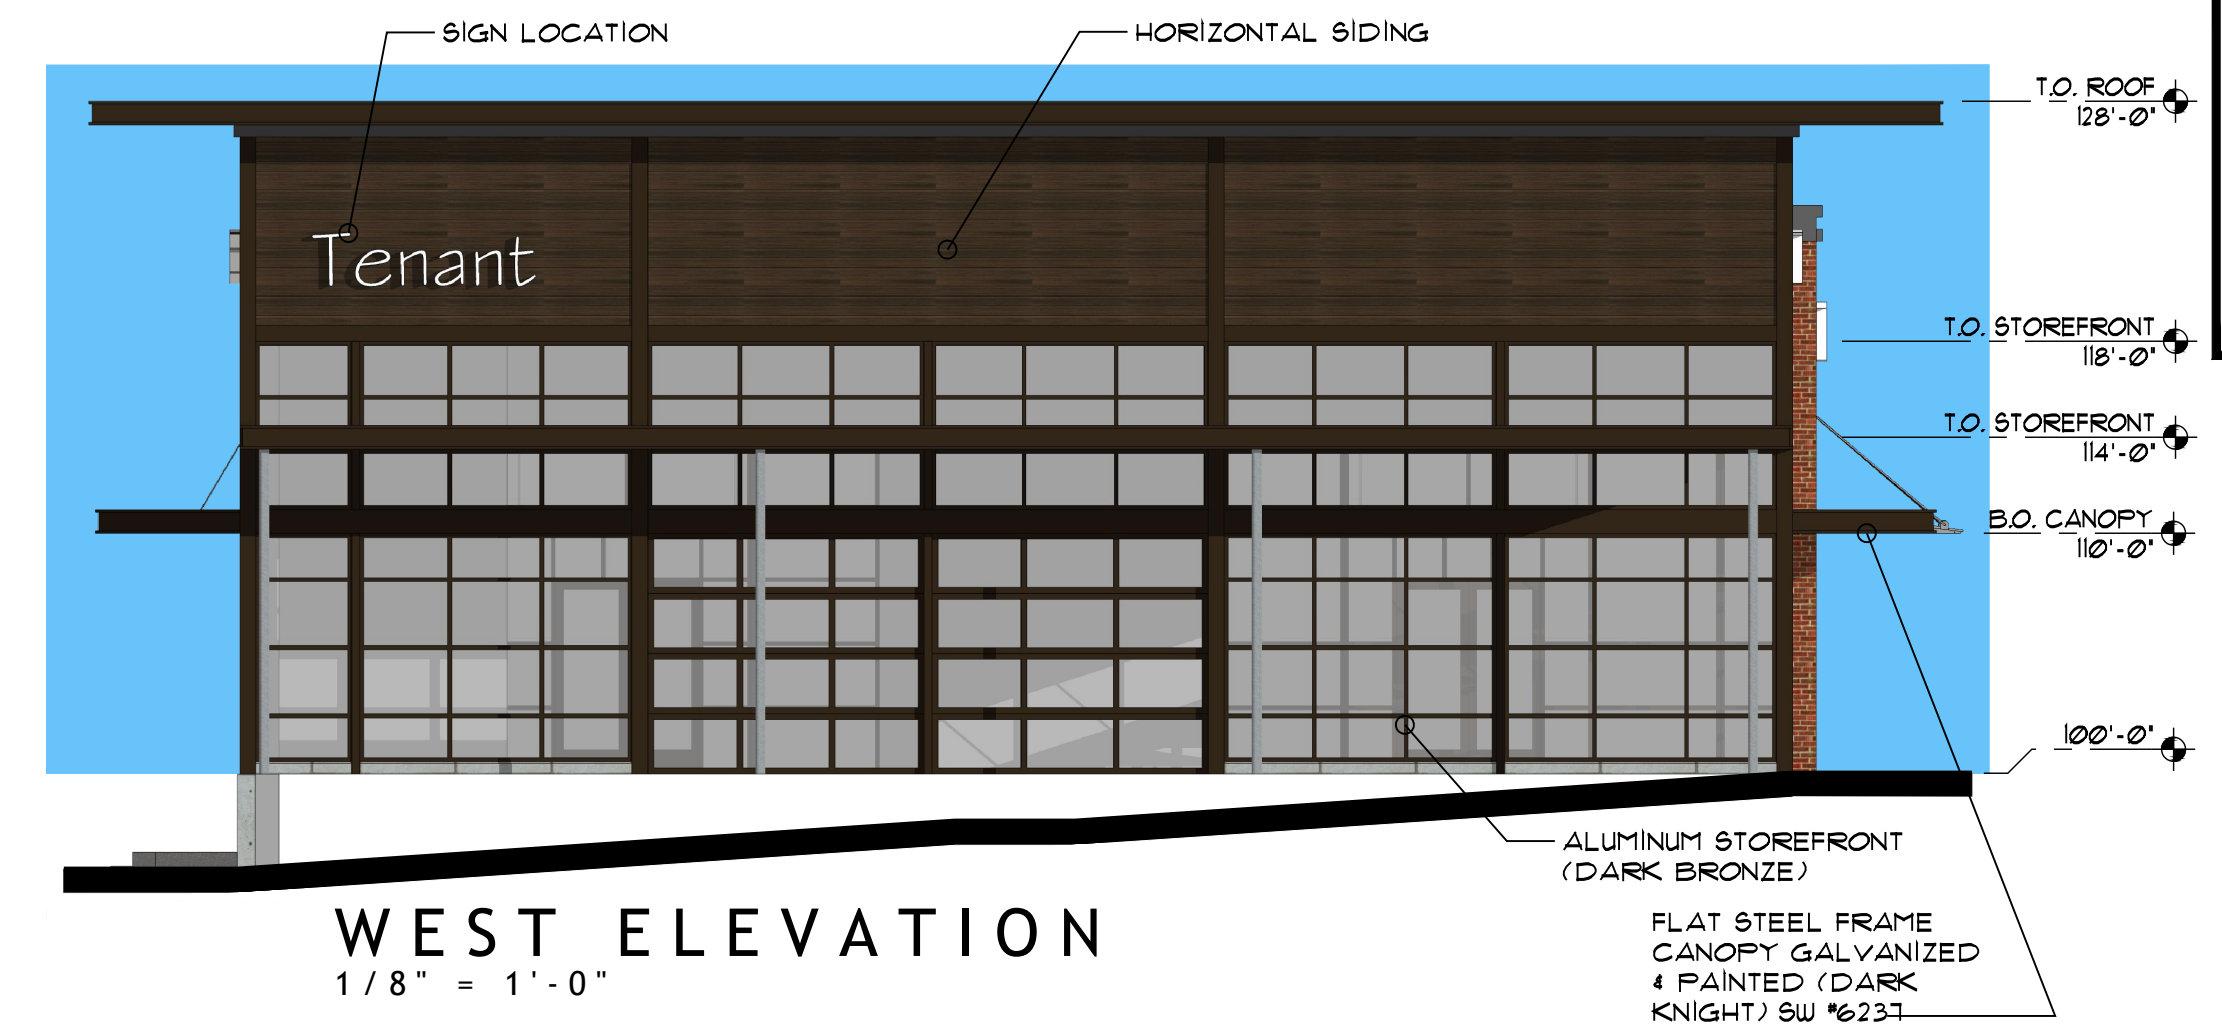 SIGN LOCATION
HORIZONTAL SIDING
T.O. ROOF
128'-0"
Tenant
T.O. STOREFRONT
118'-0"
T.O. STOREFRONT
114'-0"
B.O. CANOPY
110'-0"
100'-0"
ALUMINUM STOREFRONT
(DARK BRONZE)
WEST ELEVATION
1/8" = 1'-0"
FLAT STEEL FRAME
CANOPY GALVANIZED
& PAINTED (DARK
KNIGHT) SW #6237